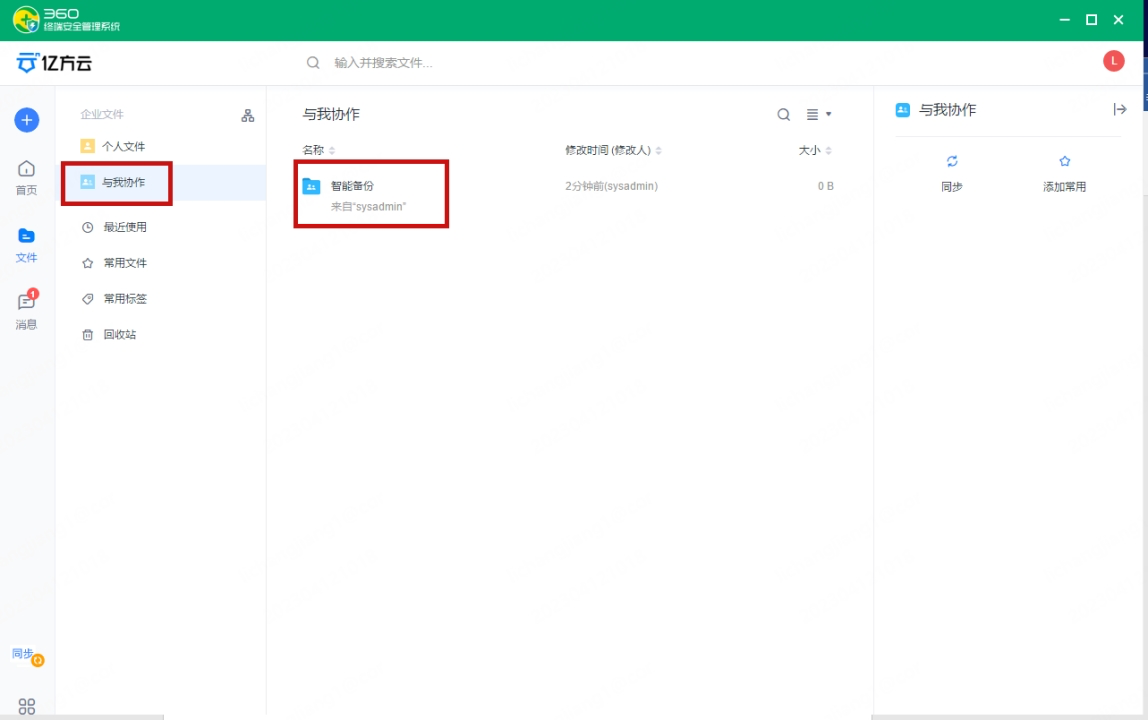 360
终端安全管理系统
亿方云
输入并搜索文件...
L
企业文件
个人文件
与我协作
最近使用
常用文件
常用标签
回收站
首页
文件
1
消息
同步
与我协作
名称
修改时间 (修改人)
大小
智能备份
来自"sysadmin"
2分钟前(sysadmin)
0 B
与我协作
同步
添加常用